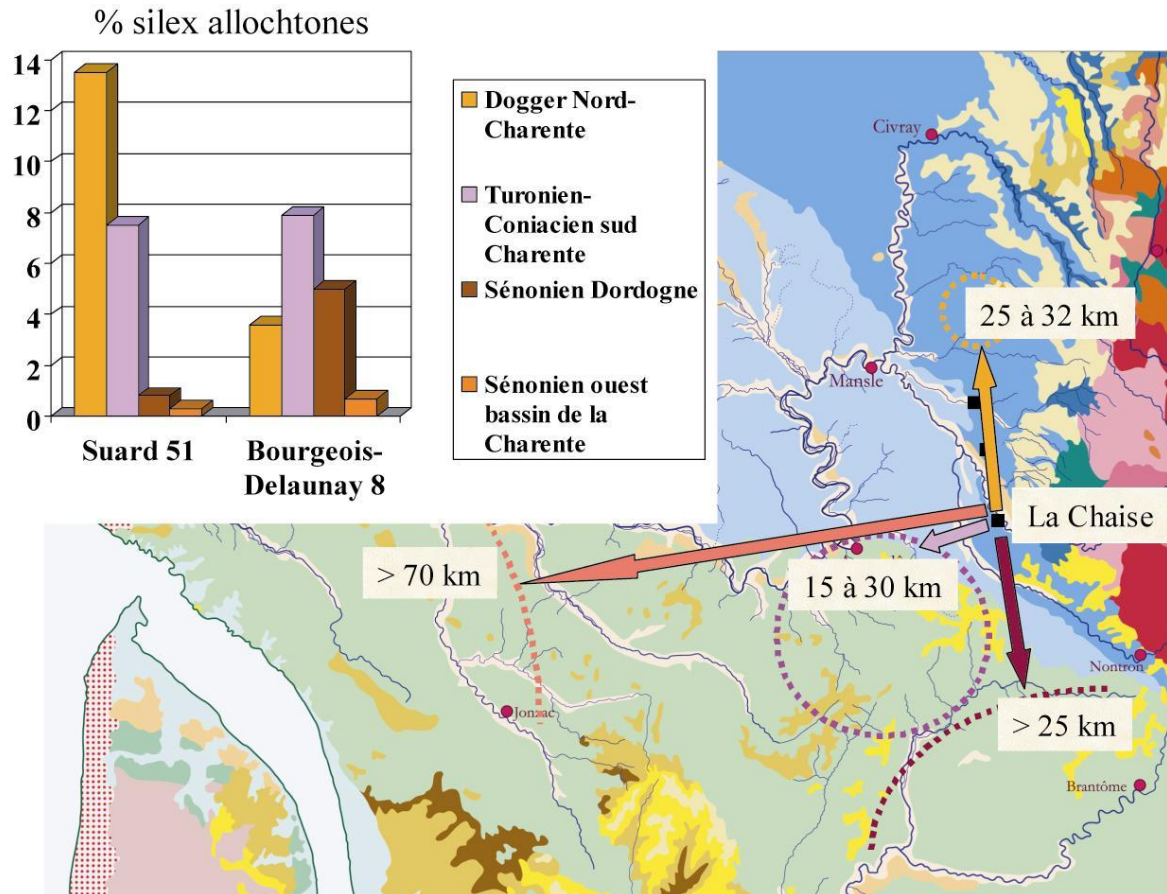 % silex allochtones
14
12
10
8
6
4
2
0
Suard 51
Bourgeois-
Delaunay 8
Dogger Nord-
Charente
Turonien-
Coniacien sud
Charente
Sénonien Dordogne
Sénonien ouest
bassin de la
Charente
Civray
25 à 32 km
Mansle
La Chaise
> 70 km
15 à 30 km
Nontron
> 25 km
Jonzac
Brantôme